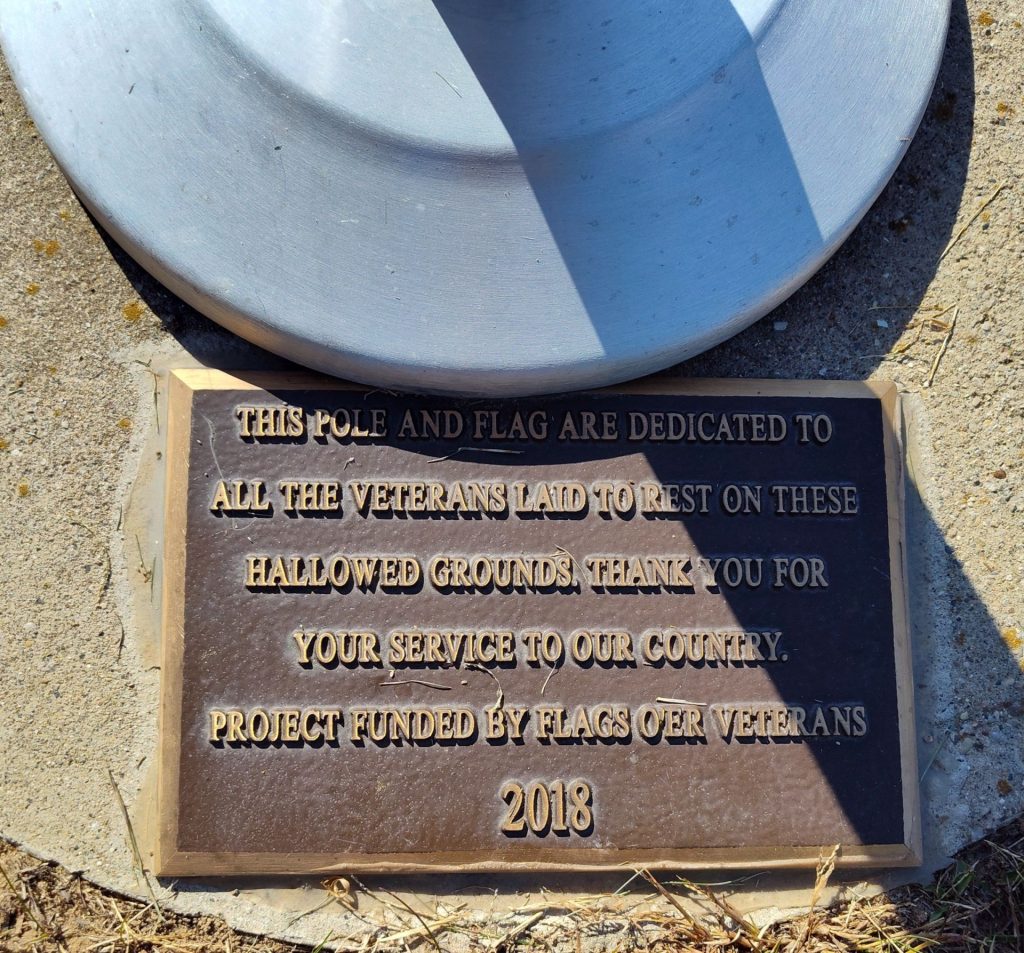 THIS POLE AND FLAG ARE DEDICATED TO
ALL THE VETERANS LAID TO REST ON THESE
HALLOWED GROUNDS. THANK YOU FOR
YOUR SERVICE TO OUR COUNTRY.
PROJECT FUNDED BY FLAGS O'ER VETERANS
2018